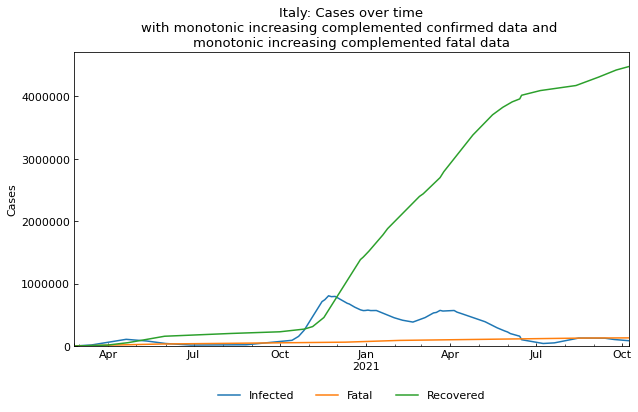 Italy: Cases over time
with monotonic increasing complemented confirmed data and
monotonic increasing complemented fatal data
Cases
4000000
3000000
2000000
1000000
0
Apr Jul Oct Jan Apr Jul Oct
2021
Infected Fatal Recovered